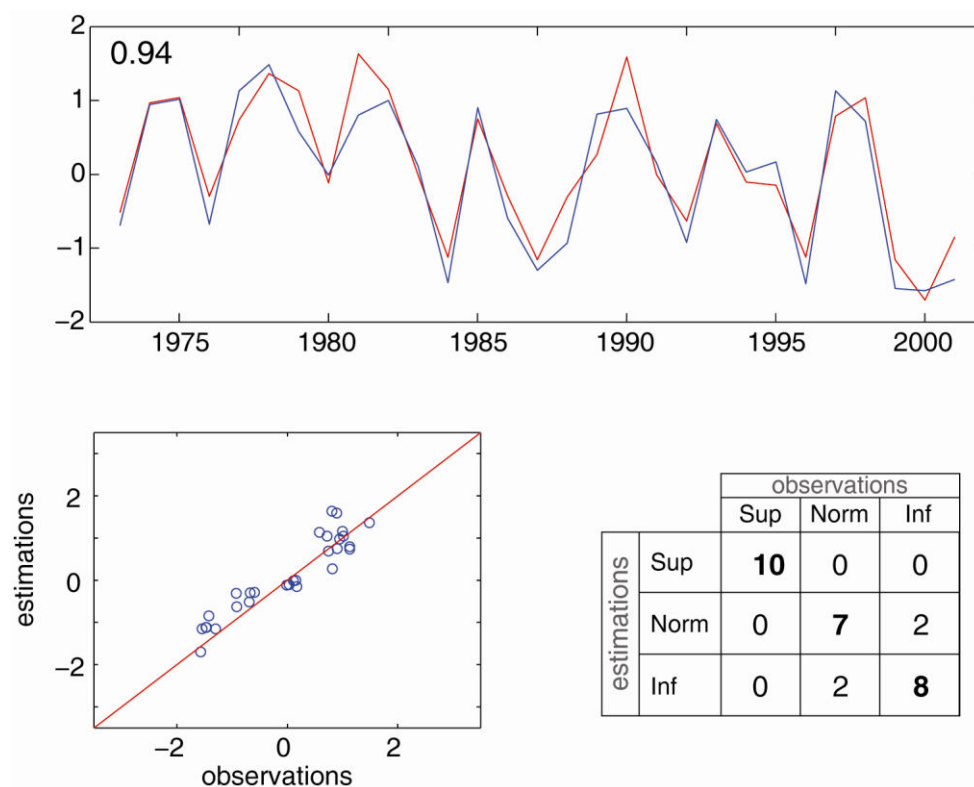 2
0.94
1
0
−1
−2
1975 1980 1985 1990 1995 2000
estimations
2
0
−2
−2 0 2
observations
observations
Sup Norm Inf
estimations
Sup 10 0 0
Norm 0 7 2
Inf 0 2 8